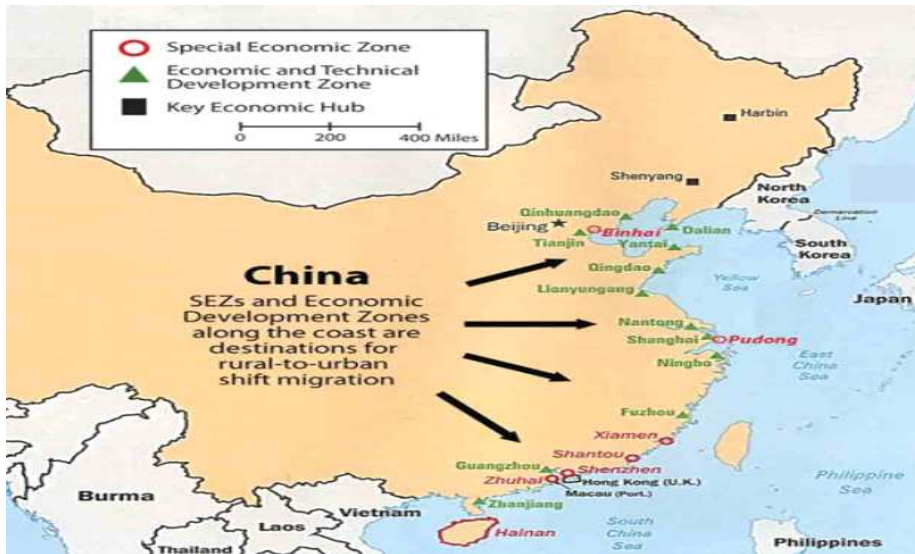 Special Economic Zone
Economic and Technical
Development Zone
Key Economic Hub
0 200 400 Miles
Harbin
Shenyang
North
Korea
Demarcation
Line
South
Korea
Qinhuangdao
Beijing
Binhai
Dalian
Tianjin
Yantai
Qingdao
Lianyungang
Yellow
Sea
Japan
China
SEZs and Economic
Development Zones
along the coast are
destinations for
rural-to-urban
shift migration
Nantong
Shanghai
Pudong
Ningbo
East
China
Sea
Fuzhou
Xiamen
Shantou
Guangzhou
Shenzhen
Zhuhai
Hong Kong (U.K.)
Macau (Port.)
Zhanjiang
Hainan
Philippine
Sea
South
China
Sea
Burma
Laos
Vietnam
Thailand
Philippines